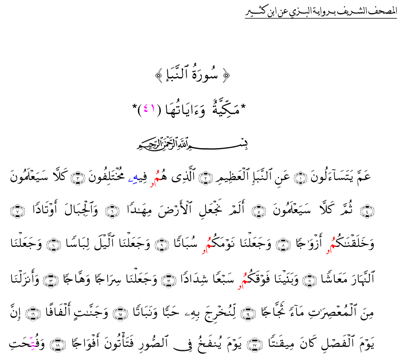 المصحف الشريف برواية البزي عن ابن كثير
﴿ سُورَةُ ٱلنَّبَإِ ﴾
*مَكِّيَّةٌ وَءَايَاتُهَا (٤١)*
بِسْمِ ٱللَّهِ ٱلرَّحْمَٰنِ ٱلرَّحِيمِ
عَمَّ يَتَسَآءَلُونَ ۝ عَنِ ٱلنَّبَإِ ٱلْعَظِيمِ ۝ ٱلَّذِى هُمُۥ فِيهِۦ مُخْتَلِفُونَ ۝ كَلَّا سَيَعْلَمُونَ
۝ ثُمَّ كَلَّا سَيَعْلَمُونَ ۝ أَلَمْ نَجْعَلِ ٱلْأَرْضَ مِهَٰدًا ۝ وَٱلْجِبَالَ أَوْتَادًا ۝
وَخَلَقْنَٰكُمُۥ أَزْوَٰجًا ۝ وَجَعَلْنَا نَوْمَكُمُۥ سُبَاتًا ۝ وَجَعَلْنَا ٱلَّيْلَ لِبَاسًا ۝ وَجَعَلْنَا
ٱلنَّهَارَ مَعَاشًا ۝ وَبَنَيْنَا فَوْقَكُمُۥ سَبْعًا شِدَادًا ۝ وَجَعَلْنَا سِرَاجًا وَهَّاجًا ۝ وَأَنزَلْنَا
مِنَ ٱلْمُعْصِرَٰتِ مَآءً ثَجَّاجًا ۝ لِّنُخْرِجَ بِهِۦ حَبًّا وَنَبَاتًا ۝ وَجَنَّٰتٍ أَلْفَافًا ۝ إِنَّ
يَوْمَ ٱلْفَصْلِ كَانَ مِيقَٰتًا ۝ يَوْمَ يُنفَخُ فِى ٱلصُّورِ فَتَأْتُونَ أَفْوَاجًا ۝ وَفُتِّحَتِ